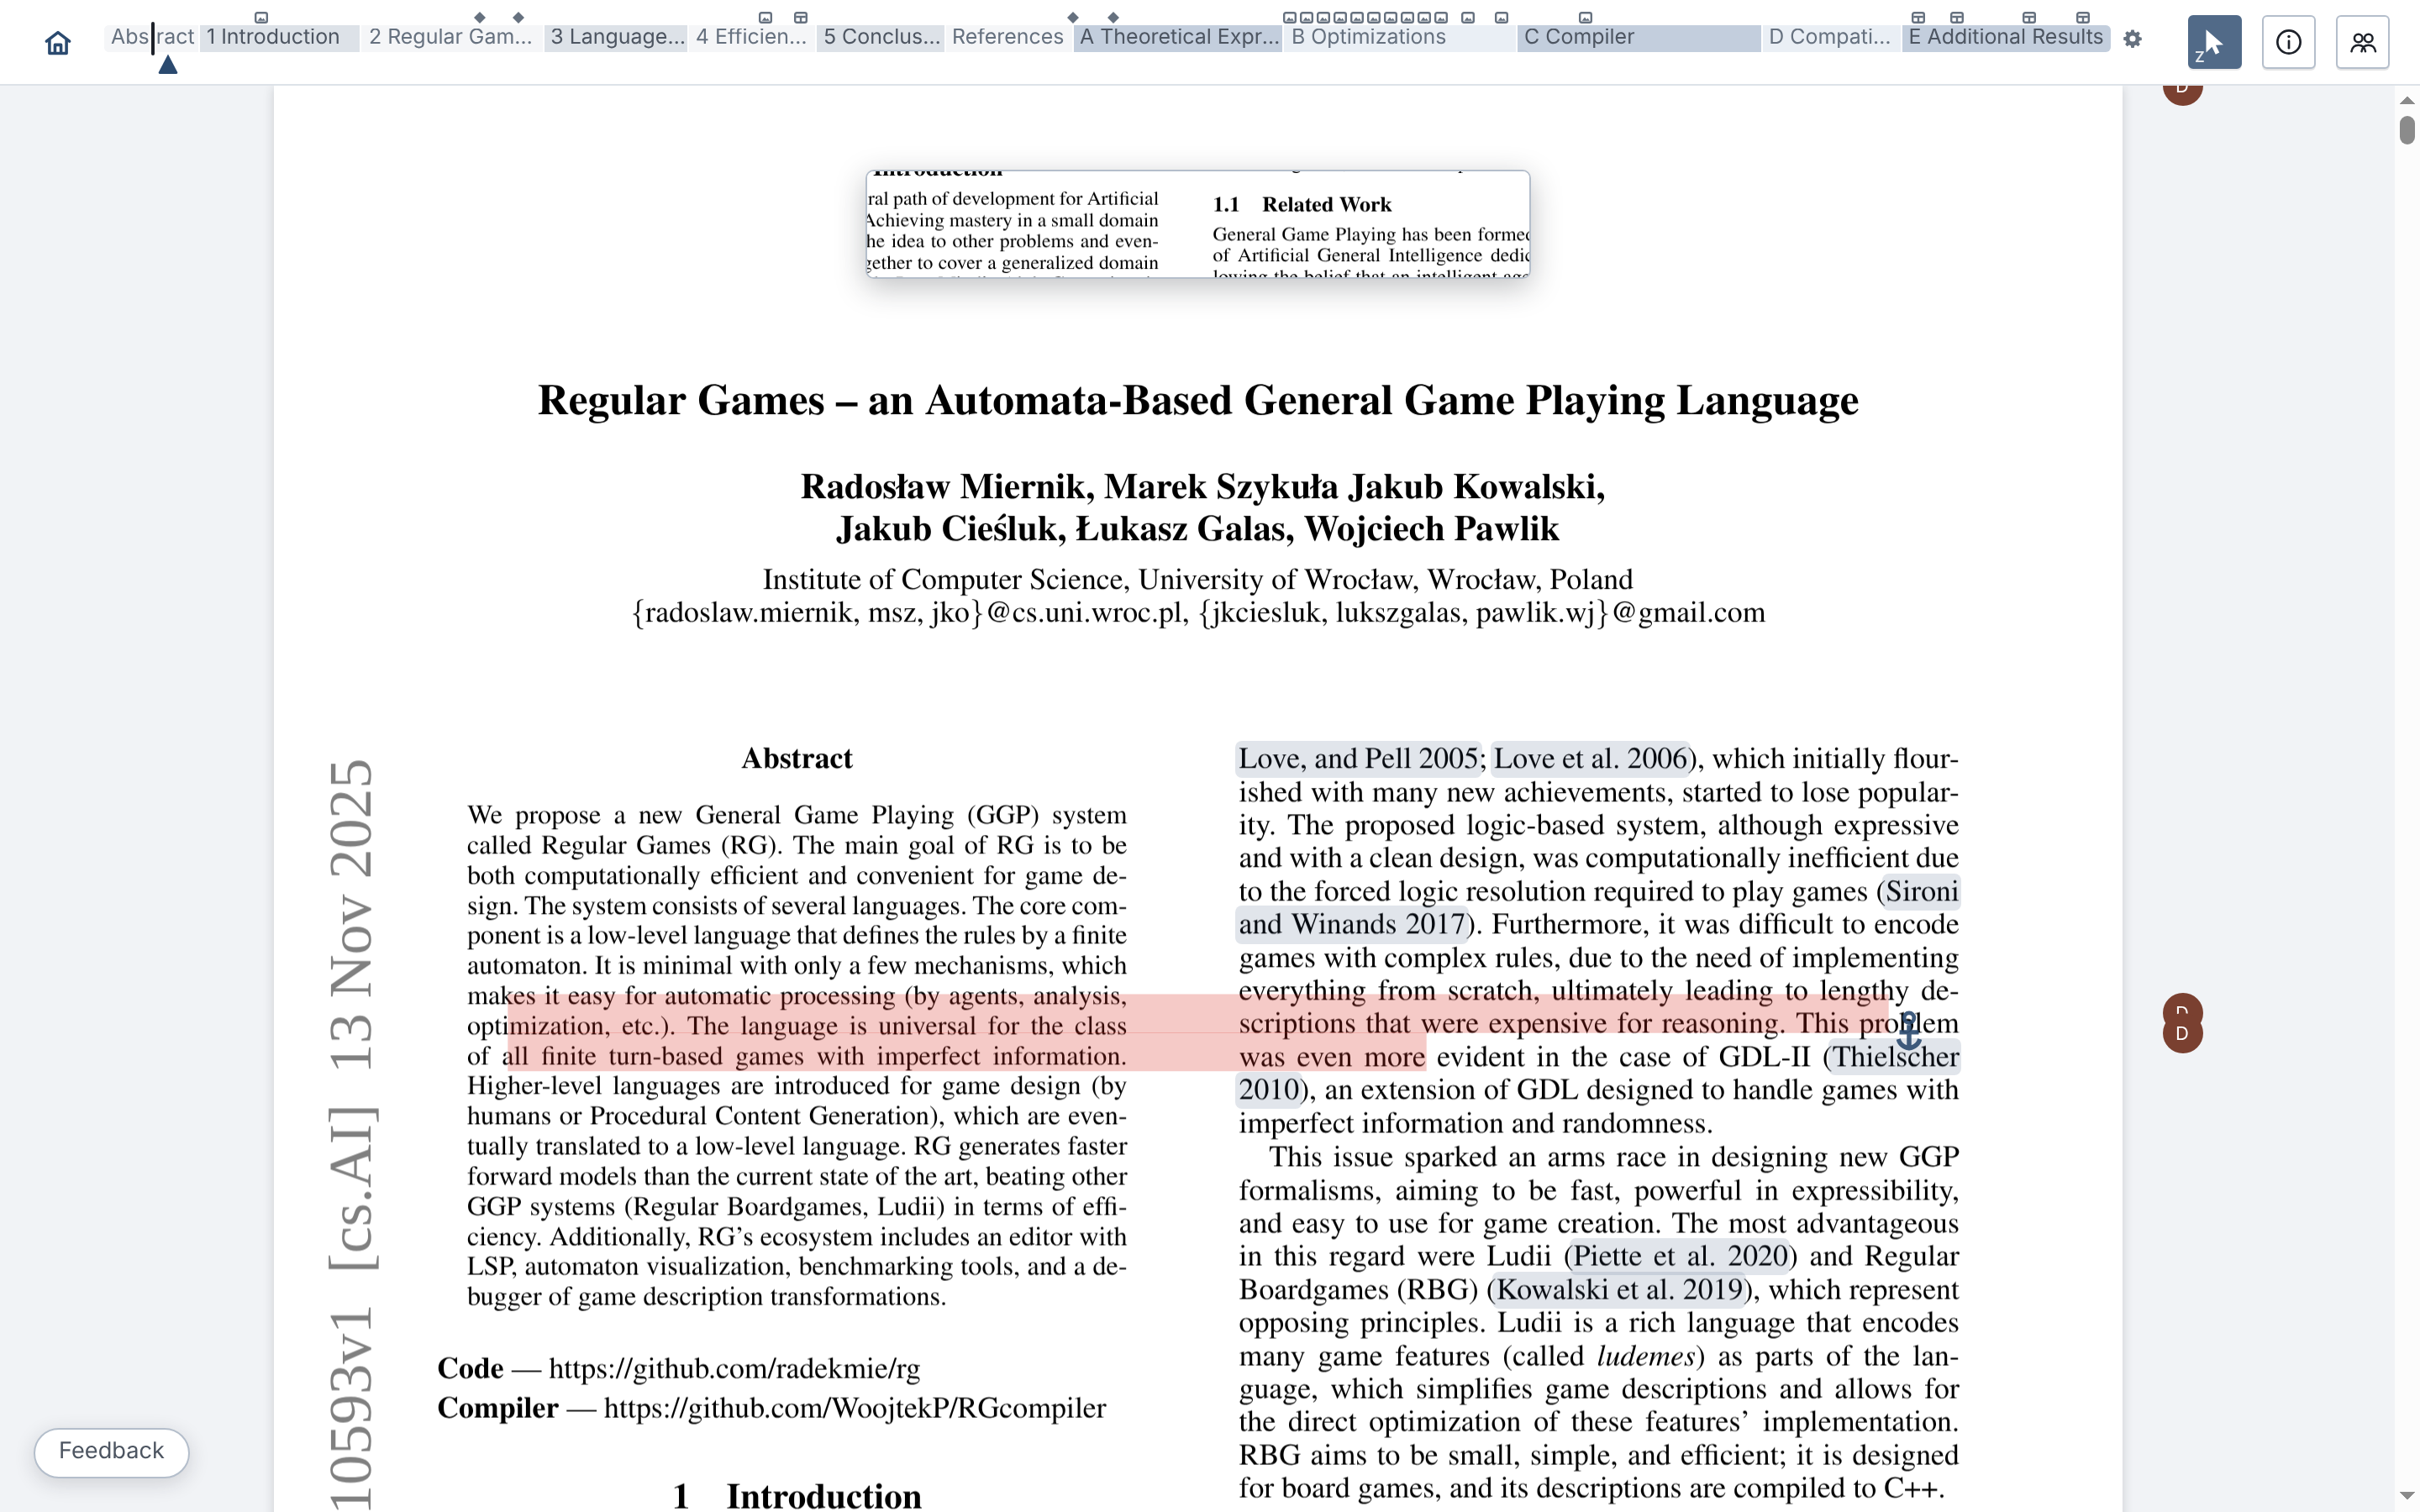 Abstract
1 Introduction
2 Regular Gam...
3 Language...
4 Efficien...
5 Conclus...
References
A Theoretical Expr...
B Optimizations
C Compiler
D Compati...
E Additional Results
Z
D
Introduction
ral path of development for Artificial
Achieving mastery in a small domain
he idea to other problems and even-
gether to cover a generalized domain
1.1 Related Work
General Game Playing has been formed
of Artificial General Intelligence dedic
lowing the belief that an intelligent age
Regular Games – an Automata-Based General Game Playing Language
Radosław Miernik, Marek Szykuła Jakub Kowalski,
Jakub Cieśluk, Łukasz Galas, Wojciech Pawlik
Institute of Computer Science, University of Wrocław, Wrocław, Poland
{radoslaw.miernik, msz, jko}@cs.uni.wroc.pl, {jkciesluk, lukszgalas, pawlik.wj}@gmail.com
10593v1 [cs.AI] 13 Nov 2025
Abstract
We propose a new General Game Playing (GGP) system
called Regular Games (RG). The main goal of RG is to be
both computationally efficient and convenient for game de-
sign. The system consists of several languages. The core com-
ponent is a low-level language that defines the rules by a finite
automaton. It is minimal with only a few mechanisms, which
makes it easy for automatic processing (by agents, analysis,
optimization, etc.). The language is universal for the class
of all finite turn-based games with imperfect information.
Higher-level languages are introduced for game design (by
humans or Procedural Content Generation), which are even-
tually translated to a low-level language. RG generates faster
forward models than the current state of the art, beating other
GGP systems (Regular Boardgames, Ludii) in terms of effi-
ciency. Additionally, RG's ecosystem includes an editor with
LSP, automaton visualization, benchmarking tools, and a de-
bugger of game description transformations.
Code — https://github.com/radekmie/rg
Compiler — https://github.com/WoojtekP/RGcompiler
1 Introduction
Love, and Pell 2005; Love et al. 2006), which initially flour-
ished with many new achievements, started to lose popular-
ity. The proposed logic-based system, although expressive
and with a clean design, was computationally inefficient due
to the forced logic resolution required to play games (Sironi
and Winands 2017). Furthermore, it was difficult to encode
games with complex rules, due to the need of implementing
everything from scratch, ultimately leading to lengthy de-
scriptions that were expensive for reasoning. This problem
was even more evident in the case of GDL-II (Thielscher
2010), an extension of GDL designed to handle games with
imperfect information and randomness.
This issue sparked an arms race in designing new GGP
formalisms, aiming to be fast, powerful in expressibility,
and easy to use for game creation. The most advantageous
in this regard were Ludii (Piette et al. 2020) and Regular
Boardgames (RBG) (Kowalski et al. 2019), which represent
opposing principles. Ludii is a rich language that encodes
many game features (called ludemes) as parts of the lan-
guage, which simplifies game descriptions and allows for
the direct optimization of these features' implementation.
RBG aims to be small, simple, and efficient; it is designed
for board games, and its descriptions are compiled to C++.
D
D
Feedback